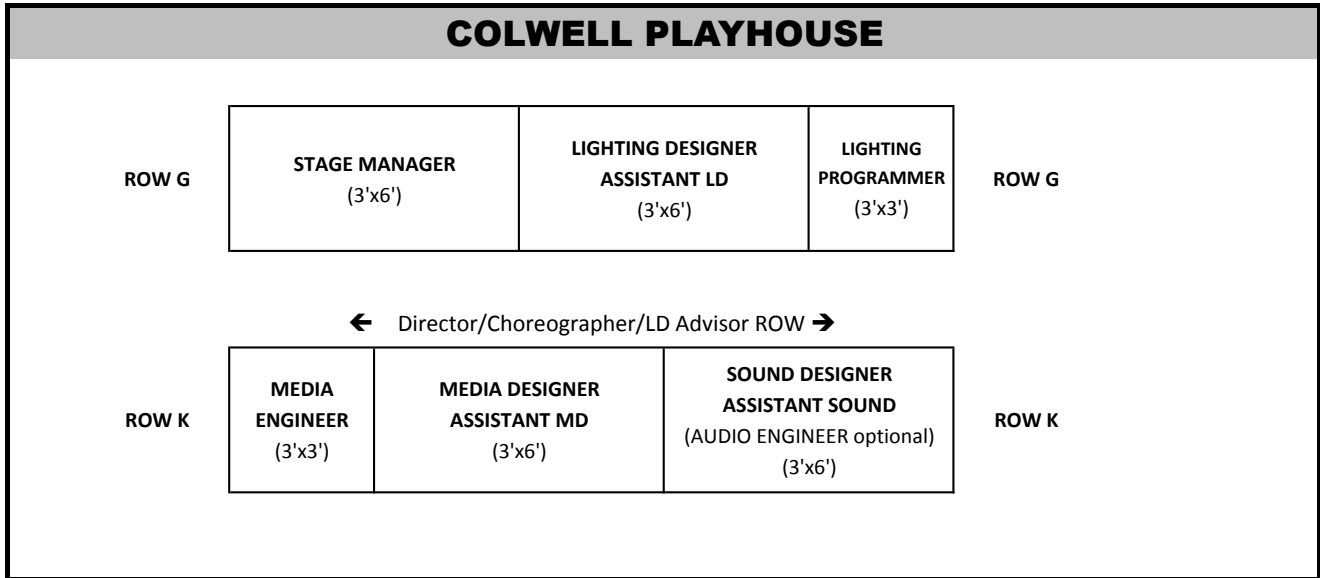 COLWELL PLAYHOUSE
ROW G
STAGE MANAGER
(3'x6')
LIGHTING DESIGNER
ASSISTANT LD
(3'x6')
LIGHTING
PROGRAMMER
(3'x3')
ROW G
← Director/Choreographer/LD Advisor ROW →
ROW K
MEDIA
ENGINEER
(3'x3')
MEDIA DESIGNER
ASSISTANT MD
(3'x6')
SOUND DESIGNER
ASSISTANT SOUND
(AUDIO ENGINEER optional)
(3'x6')
ROW K